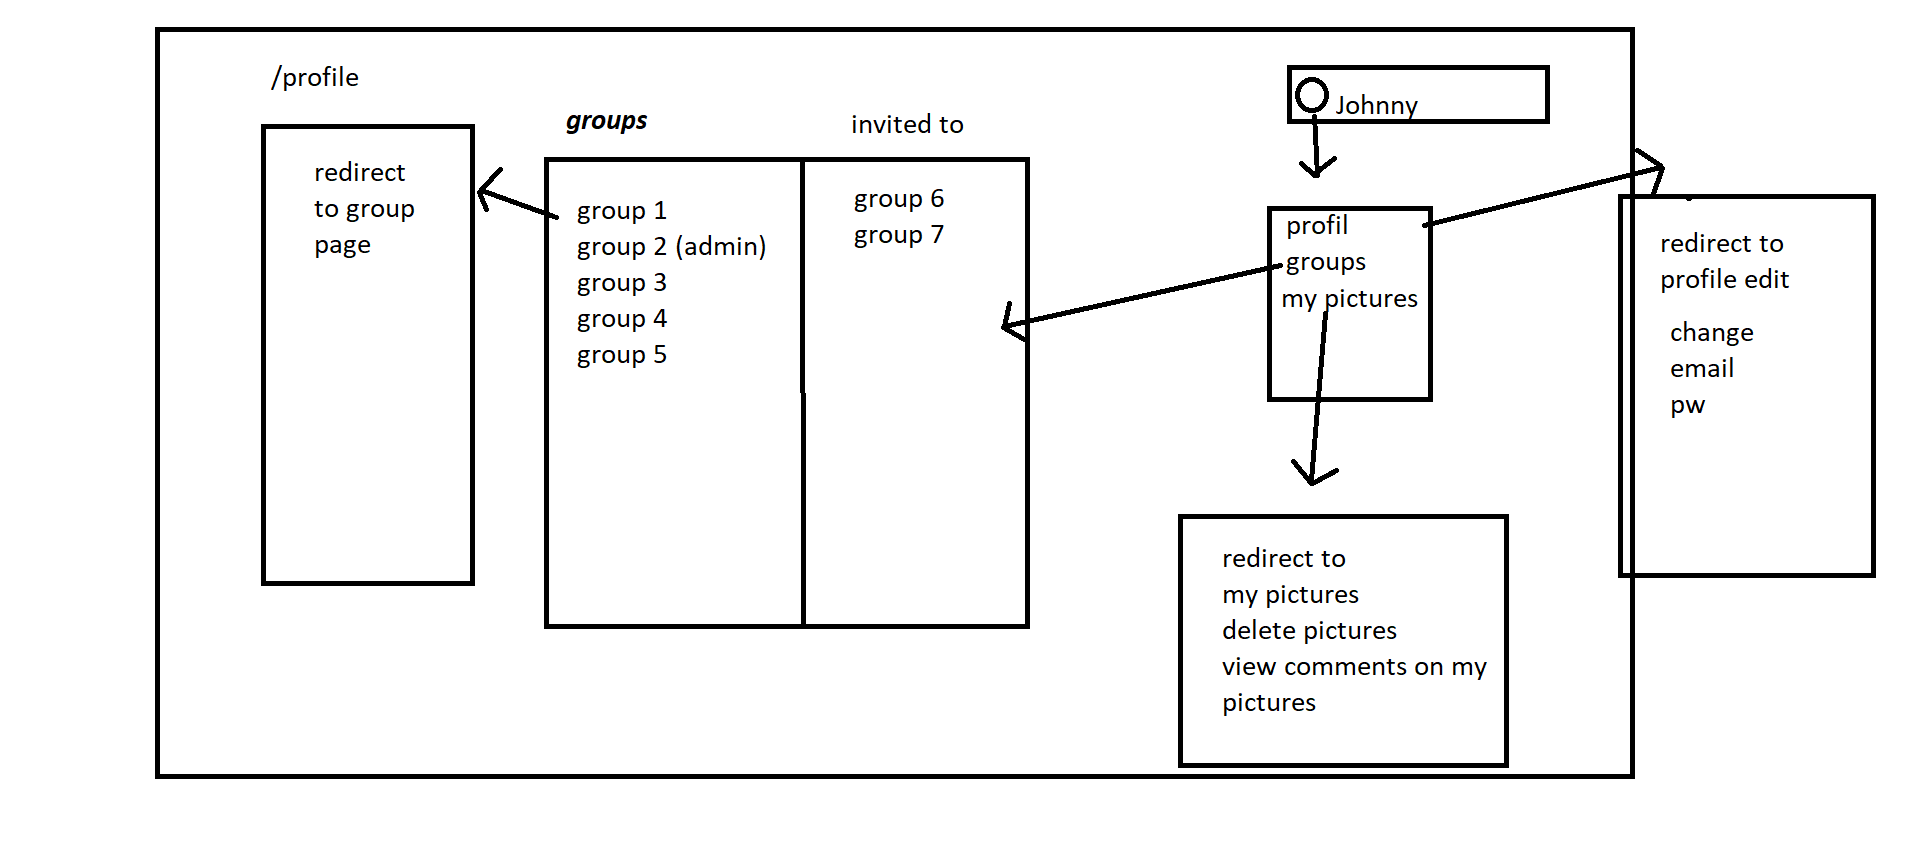 /profile
redirect
to group
page
groups
group 1
group 2 (admin)
group 3
group 4
group 5
invited to
group 6
group 7
Johnny
profil
groups
my pictures
redirect to
my pictures
delete pictures
view comments on my
pictures
redirect to
profile edit
change
email
pw